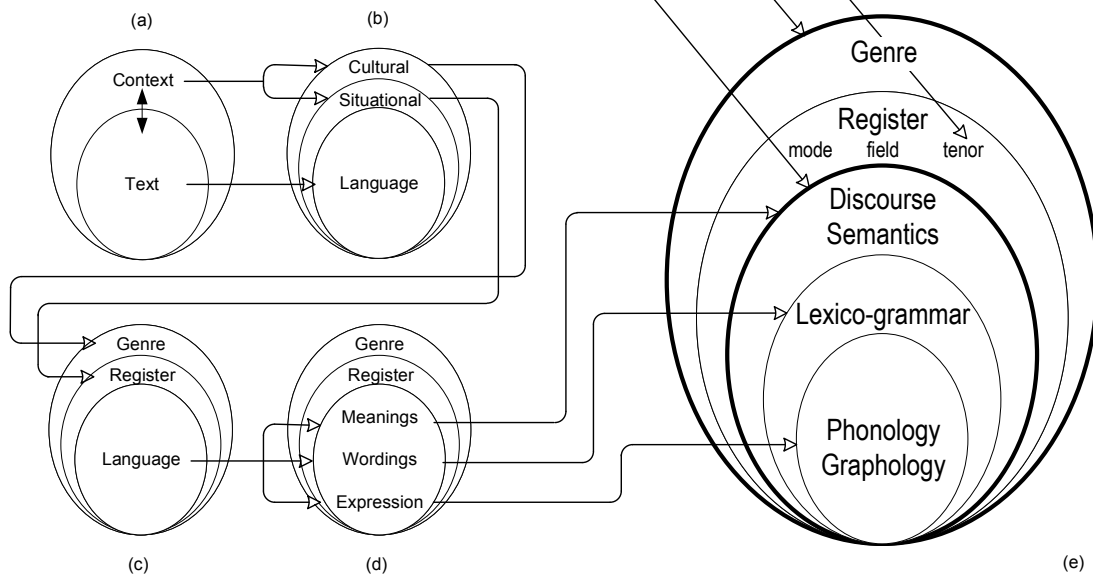 (a)
Context
Text
(b)
Cultural
Situational
Language
Genre
Register
Language
(c)
Genre
Register
Meanings
Wordings
Expression
(d)
Genre
Register
mode field tenor
Discourse
Semantics
Lexico-grammar
Phonology
Graphology
(e)